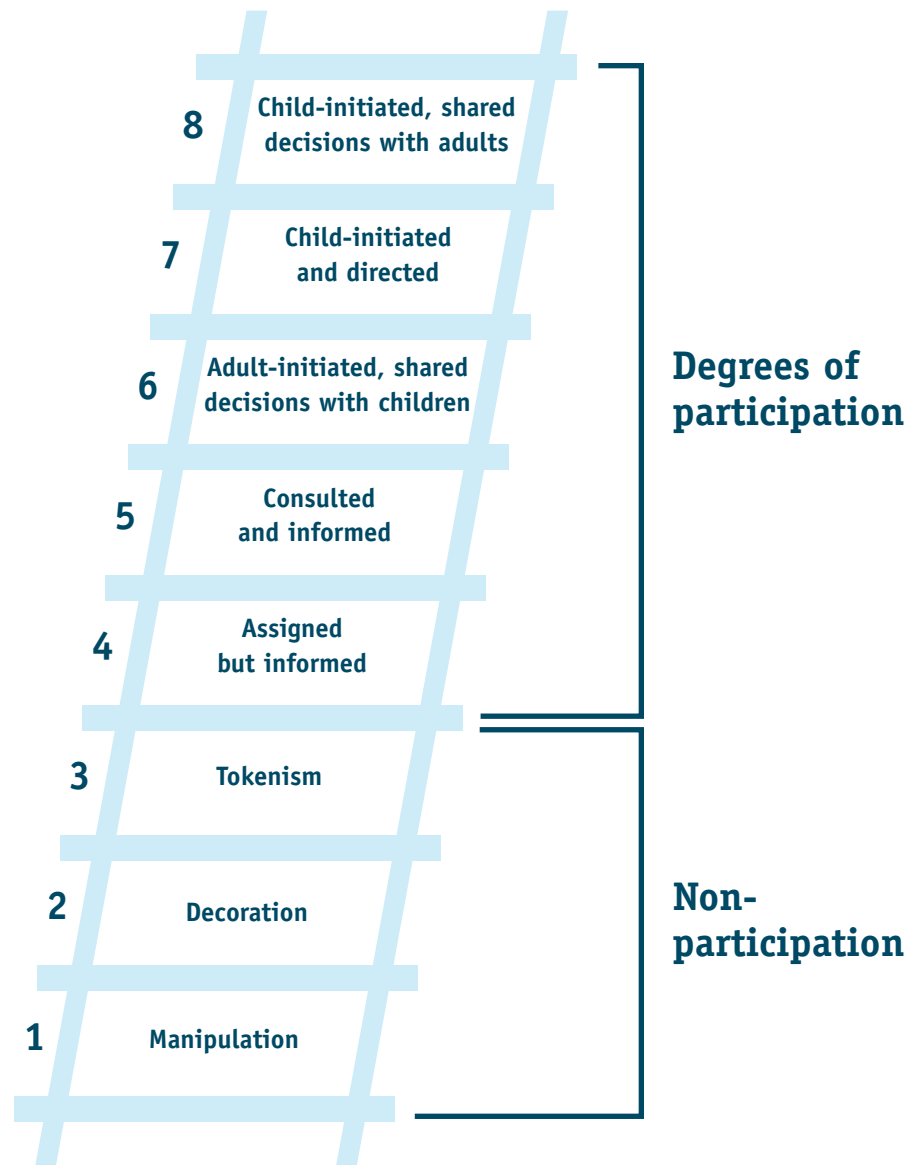 8
Child-initiated, shared
decisions with adults
7
Child-initiated
and directed
6
Adult-initiated, shared
decisions with children
5
Consulted
and informed
4
Assigned
but informed
Degrees of
participation
3
Tokenism
2
Decoration
1
Manipulation
Non-
participation